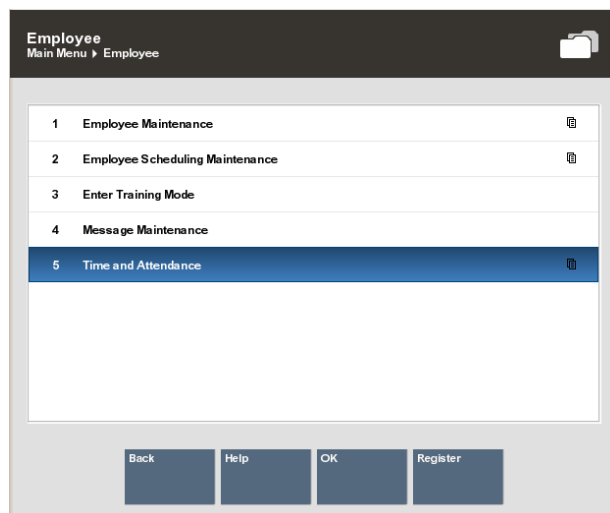 Employee
Main Menu ▸ Employee
1 Employee Maintenance
2 Employee Scheduling Maintenance
3 Enter Training Mode
4 Message Maintenance
5 Time and Attendance
Back Help OK Register